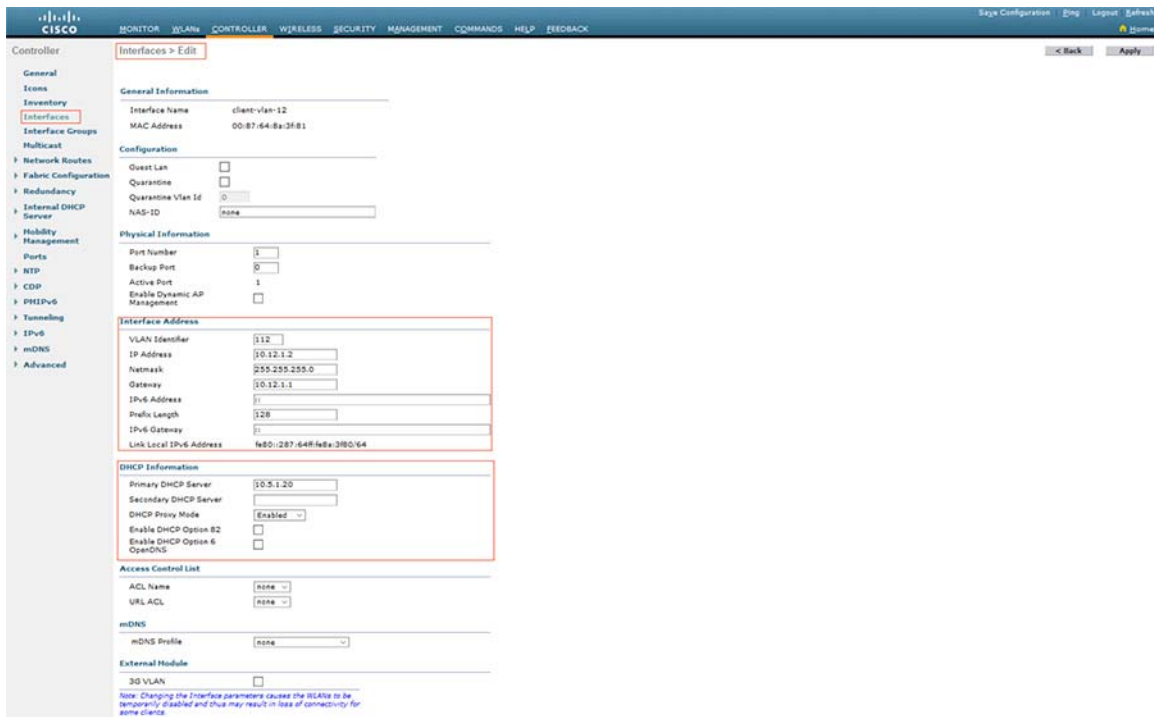 Save Configuration | Ping | Logout | Refresh
CISCO
MONITOR WLANs CONTROLLER WIRELESS SECURITY MANAGEMENT COMMANDS HELP FEEDBACK
Home
Controller
General
Icons
Inventory
Interfaces
Interface Groups
Multicast
Network Routes
Fabric Configuration
Redundancy
Internal DHCP
Server
Mobility
Management
Ports
NTP
CDP
PMIPv6
Tunneling
IPv6
mDNS
Advanced
Interfaces > Edit
< Back
Apply
General Information
Interface Name client-vlan-12
MAC Address 00:87:64:8a:3f:81
Configuration
Guest Lan
Quarantine
Quarantine Vlan Id 0
NAS-ID none
Physical Information
Port Number 1
Backup Port 0
Active Port 1
Enable Dynamic AP
Management
Interface Address
VLAN Identifier 112
IP Address 10.12.1.2
Netmask 255.255.255.0
Gateway 10.12.1.1
IPv6 Address ::
Prefix Length 128
IPv6 Gateway ::
Link Local IPv6 Address fe80::287:64ff:fe8a:3f80/64
DHCP Information
Primary DHCP Server 10.5.1.20
Secondary DHCP Server
DHCP Proxy Mode Enabled
Enable DHCP Option 82
Enable DHCP Option 6
OpenDNS
Access Control List
ACL Name none
URL ACL none
mDNS
mDNS Profile none
External Module
3G VLAN
Note: Changing the Interface parameters causes the WLANs to be
temporarily disabled and thus may result in loss of connectivity for
some clients.